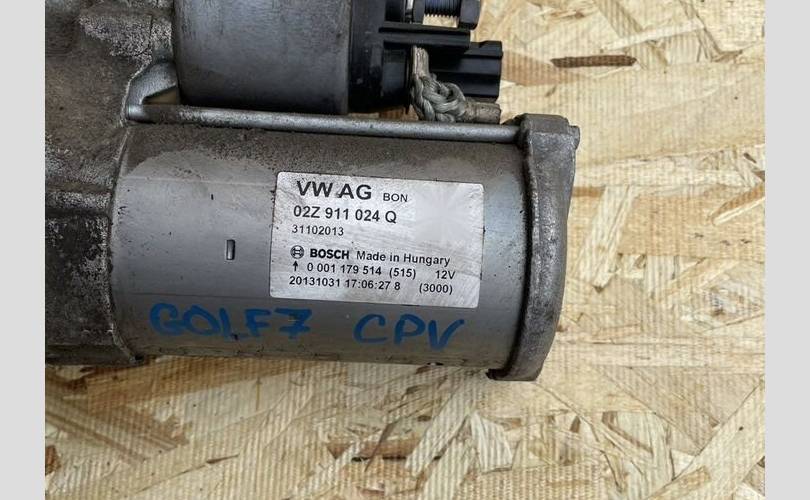 VW AG BON
02Z 911 024 Q
31102013
BOSCH Made in Hungary
0 001 179 514 (515) 12V
20131031 17:06:27 8 (3000)
GOLF7 CPV